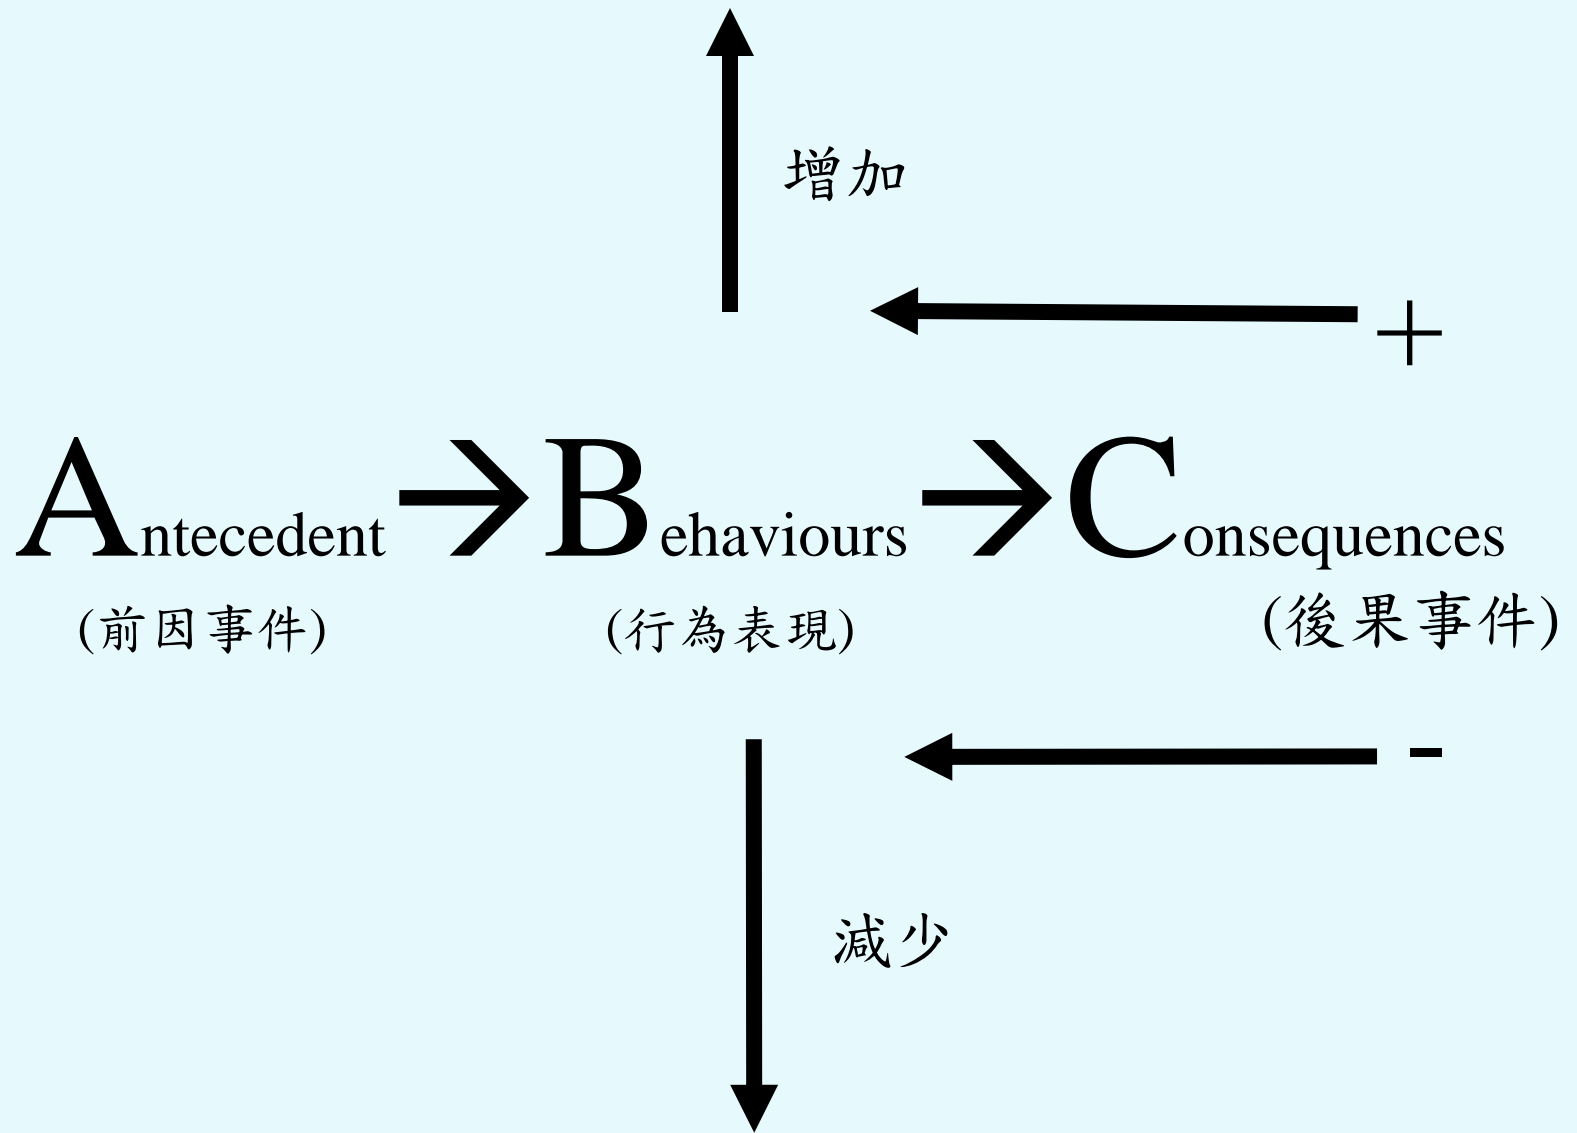 增加
+
Antecedent → Behaviours → Consequences
(前因事件) (行為表現) (後果事件)
-
減少